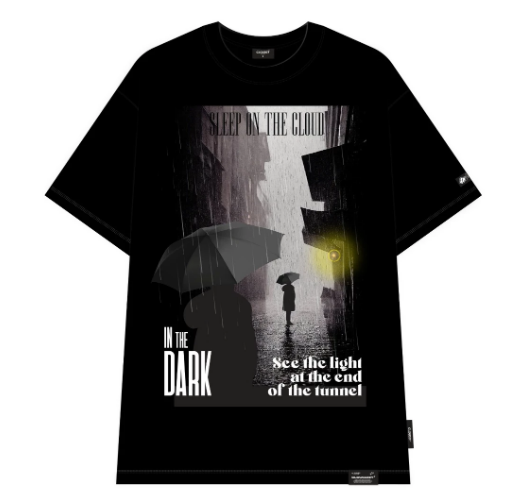 SLEEP ON THE CLOUD
IN THE
DARK
See the light
at the end
of the tunnel